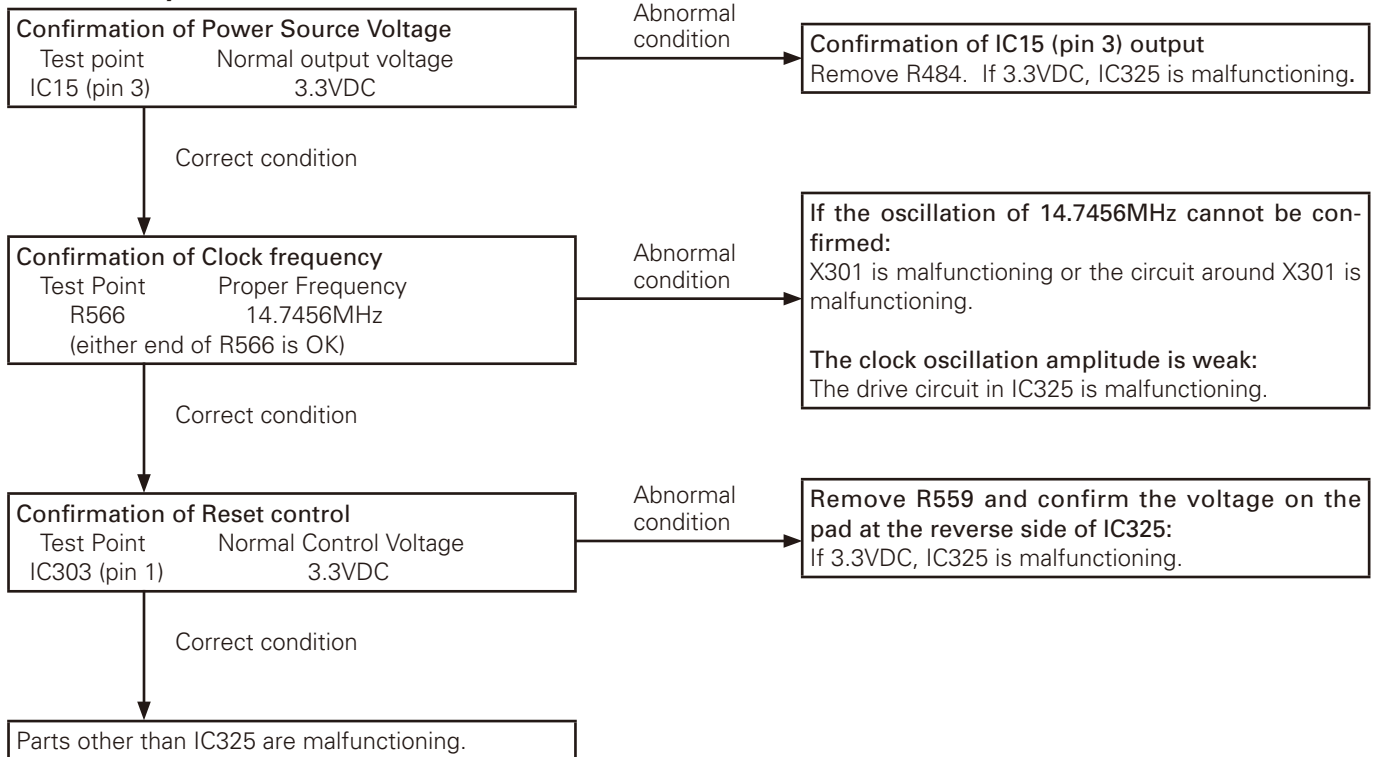 Confirmation of Power Source Voltage
Test point Normal output voltage
IC15 (pin 3) 3.3VDC
Abnormal
condition
Confirmation of IC15 (pin 3) output
Remove R484. If 3.3VDC, IC325 is malfunctioning.
Correct condition
Confirmation of Clock frequency
Test Point Proper Frequency
R566 14.7456MHz
(either end of R566 is OK)
Abnormal
condition
If the oscillation of 14.7456MHz cannot be con-
firmed:
X301 is malfunctioning or the circuit around X301 is
malfunctioning.
The clock oscillation amplitude is weak:
The drive circuit in IC325 is malfunctioning.
Correct condition
Confirmation of Reset control
Test Point Normal Control Voltage
IC303 (pin 1) 3.3VDC
Abnormal
condition
Remove R559 and confirm the voltage on the
pad at the reverse side of IC325:
If 3.3VDC, IC325 is malfunctioning.
Correct condition
Parts other than IC325 are malfunctioning.